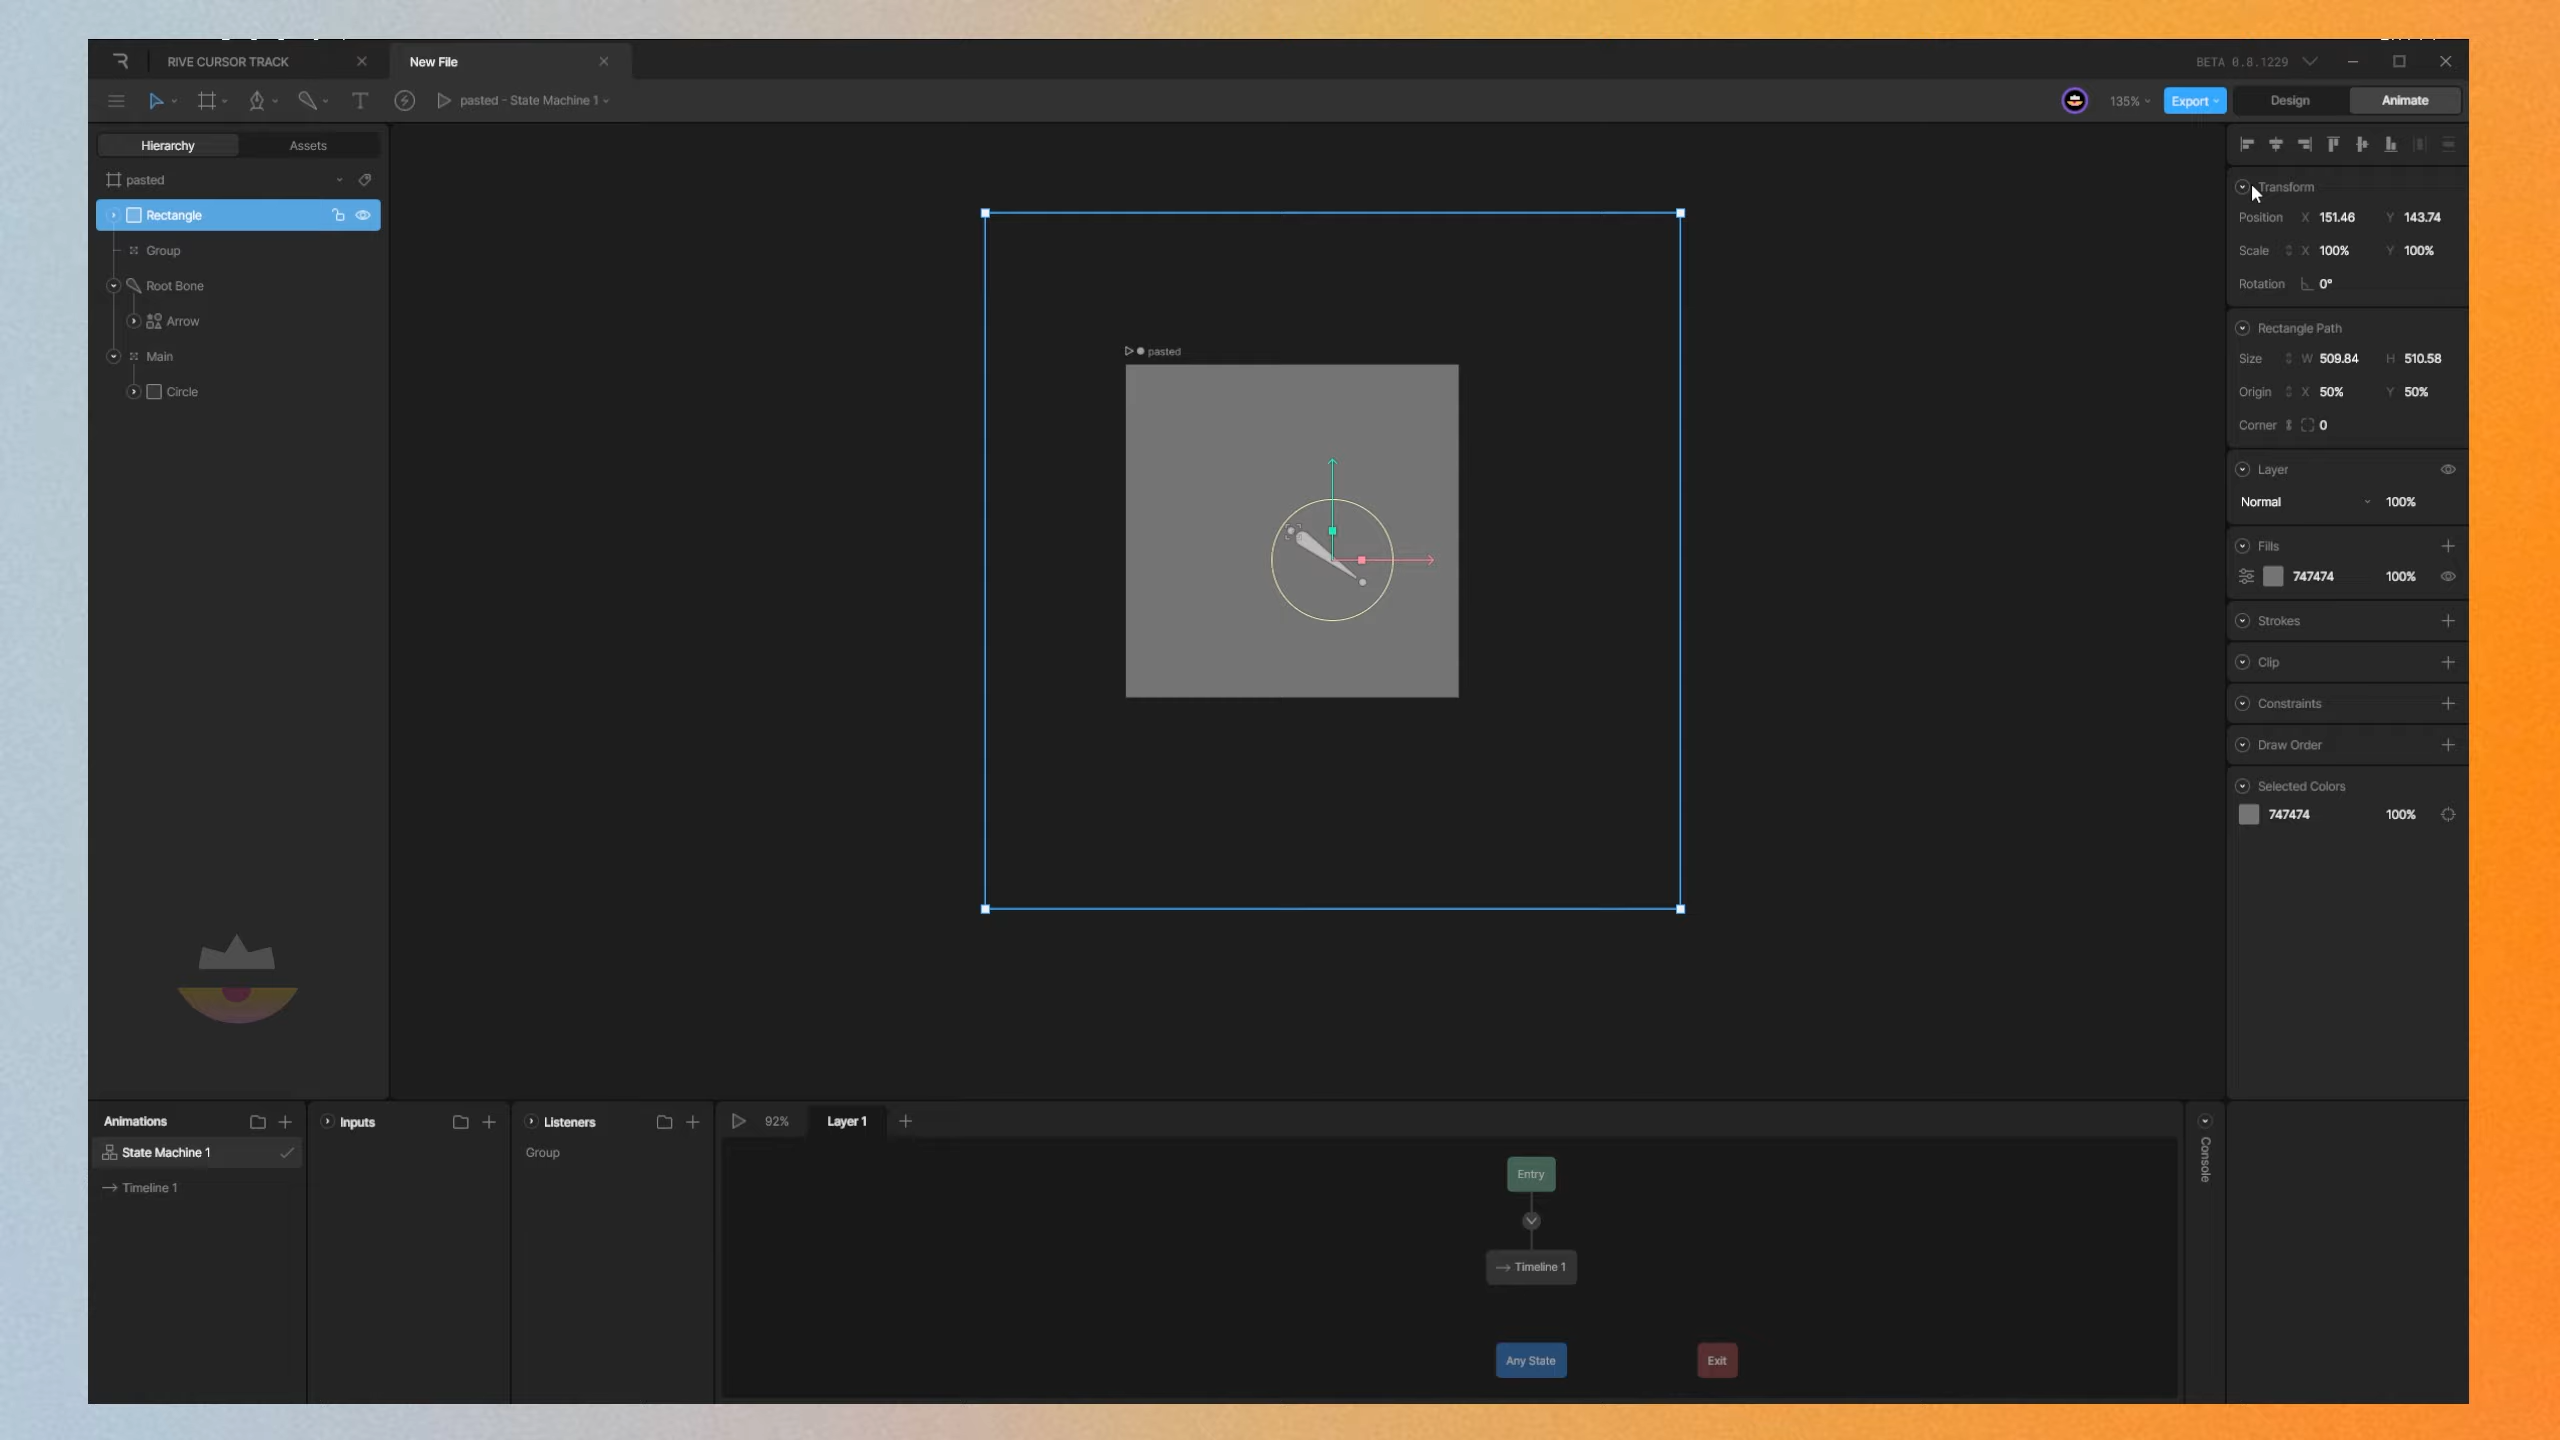 RIVE CURSOR TRACK
New File
BETA 0.8.1229
pasted - State Machine 1
135%
Export
Design
Animate
Hierarchy
Assets
pasted
Rectangle
Group
Root Bone
Arrow
Main
Circle
pasted
Transform
Position X 151.46 Y 143.74
Scale X 100% Y 100%
Rotation 0°
Rectangle Path
Size W 509.84 H 510.58
Origin X 50% Y 50%
Corner 0
Layer
Normal 100%
Fills
747474 100%
Strokes
Clip
Constraints
Draw Order
Selected Colors
747474 100%
Animations
State Machine 1
Timeline 1
Inputs
Listeners
Group
92%
Layer 1
Entry
Timeline 1
Any State
Exit
Console